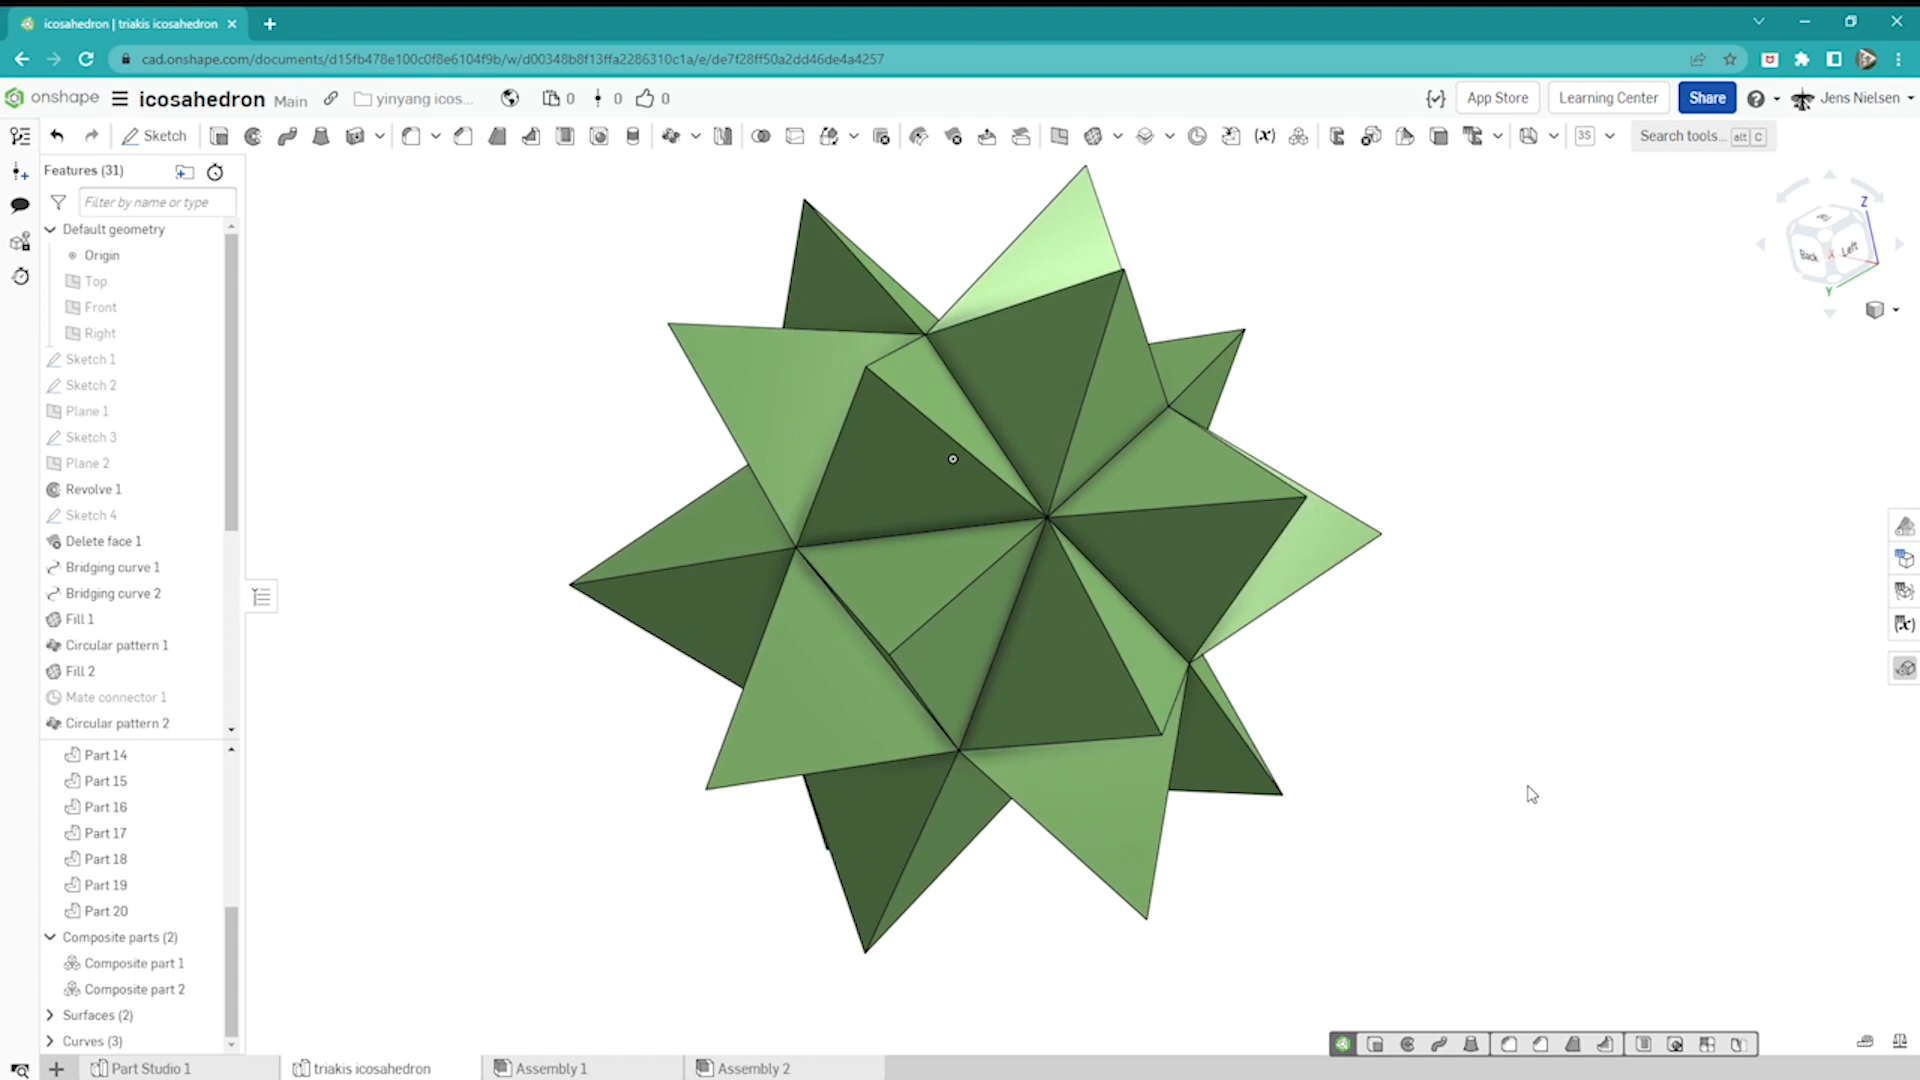 icosahedron | triakis icosahedron
cad.onshape.com/documents/d15fb478e100c0f8e6104f9b/w/d00348b8f13ffa2286310c1a/e/de7f28ff50a2dd46de4a4257
onshape icosahedron Main yinyang icos... 0 0 0 App Store Learning Center Share Jens Nielsen
Sketch (x) 3S Search tools... alt C
Features (31)
Filter by name or type
Default geometry
Origin
Top
Front
Right
Sketch 1
Sketch 2
Plane 1
Sketch 3
Plane 2
Revolve 1
Sketch 4
Delete face 1
Bridging curve 1
Bridging curve 2
Fill 1
Circular pattern 1
Fill 2
Mate connector 1
Circular pattern 2
Part 14
Part 15
Part 16
Part 17
Part 18
Part 19
Part 20
Composite parts (2)
Composite part 1
Composite part 2
Surfaces (2)
Curves (3)
Z
Back X Left
Y
(x)
Part Studio 1 triakis icosahedron Assembly 1 Assembly 2